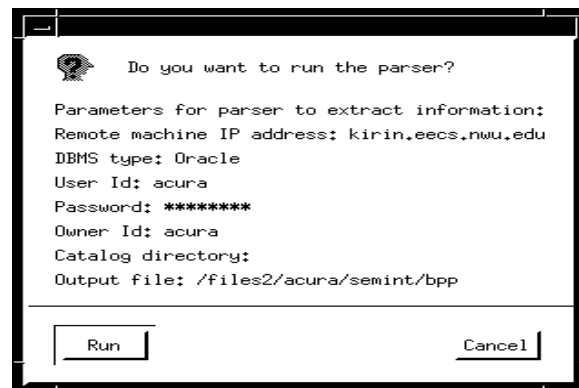 Do you want to run the parser?
Parameters for parser to extract information:
Remote machine IP address: kirin.eecs.nwu.edu
DBMS type: Oracle
User Id: acura
Password: ********
Owner Id: acura
Catalog directory:
Output file: /files2/acura/semint/bpp
Run Cancel